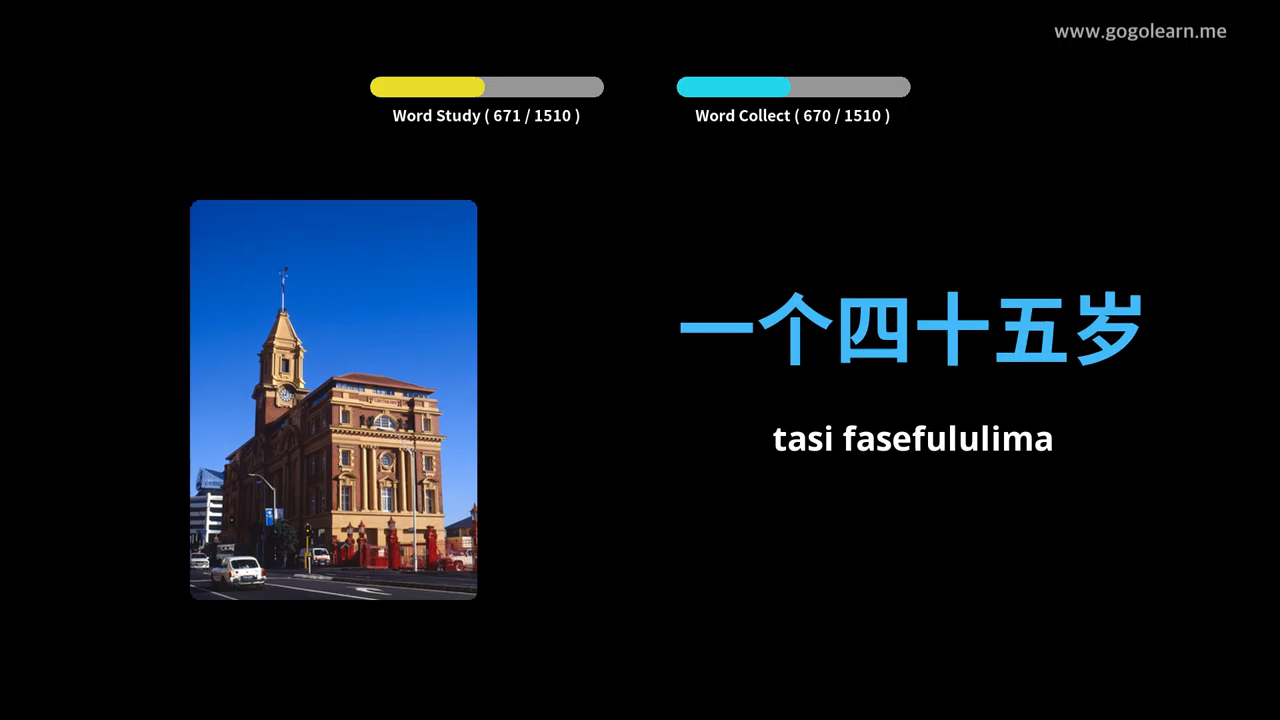 www.gogolearn.me
Word Study ( 671 / 1510 )
Word Collect ( 670 / 1510 )
一个四十五岁
tasi fasefululima